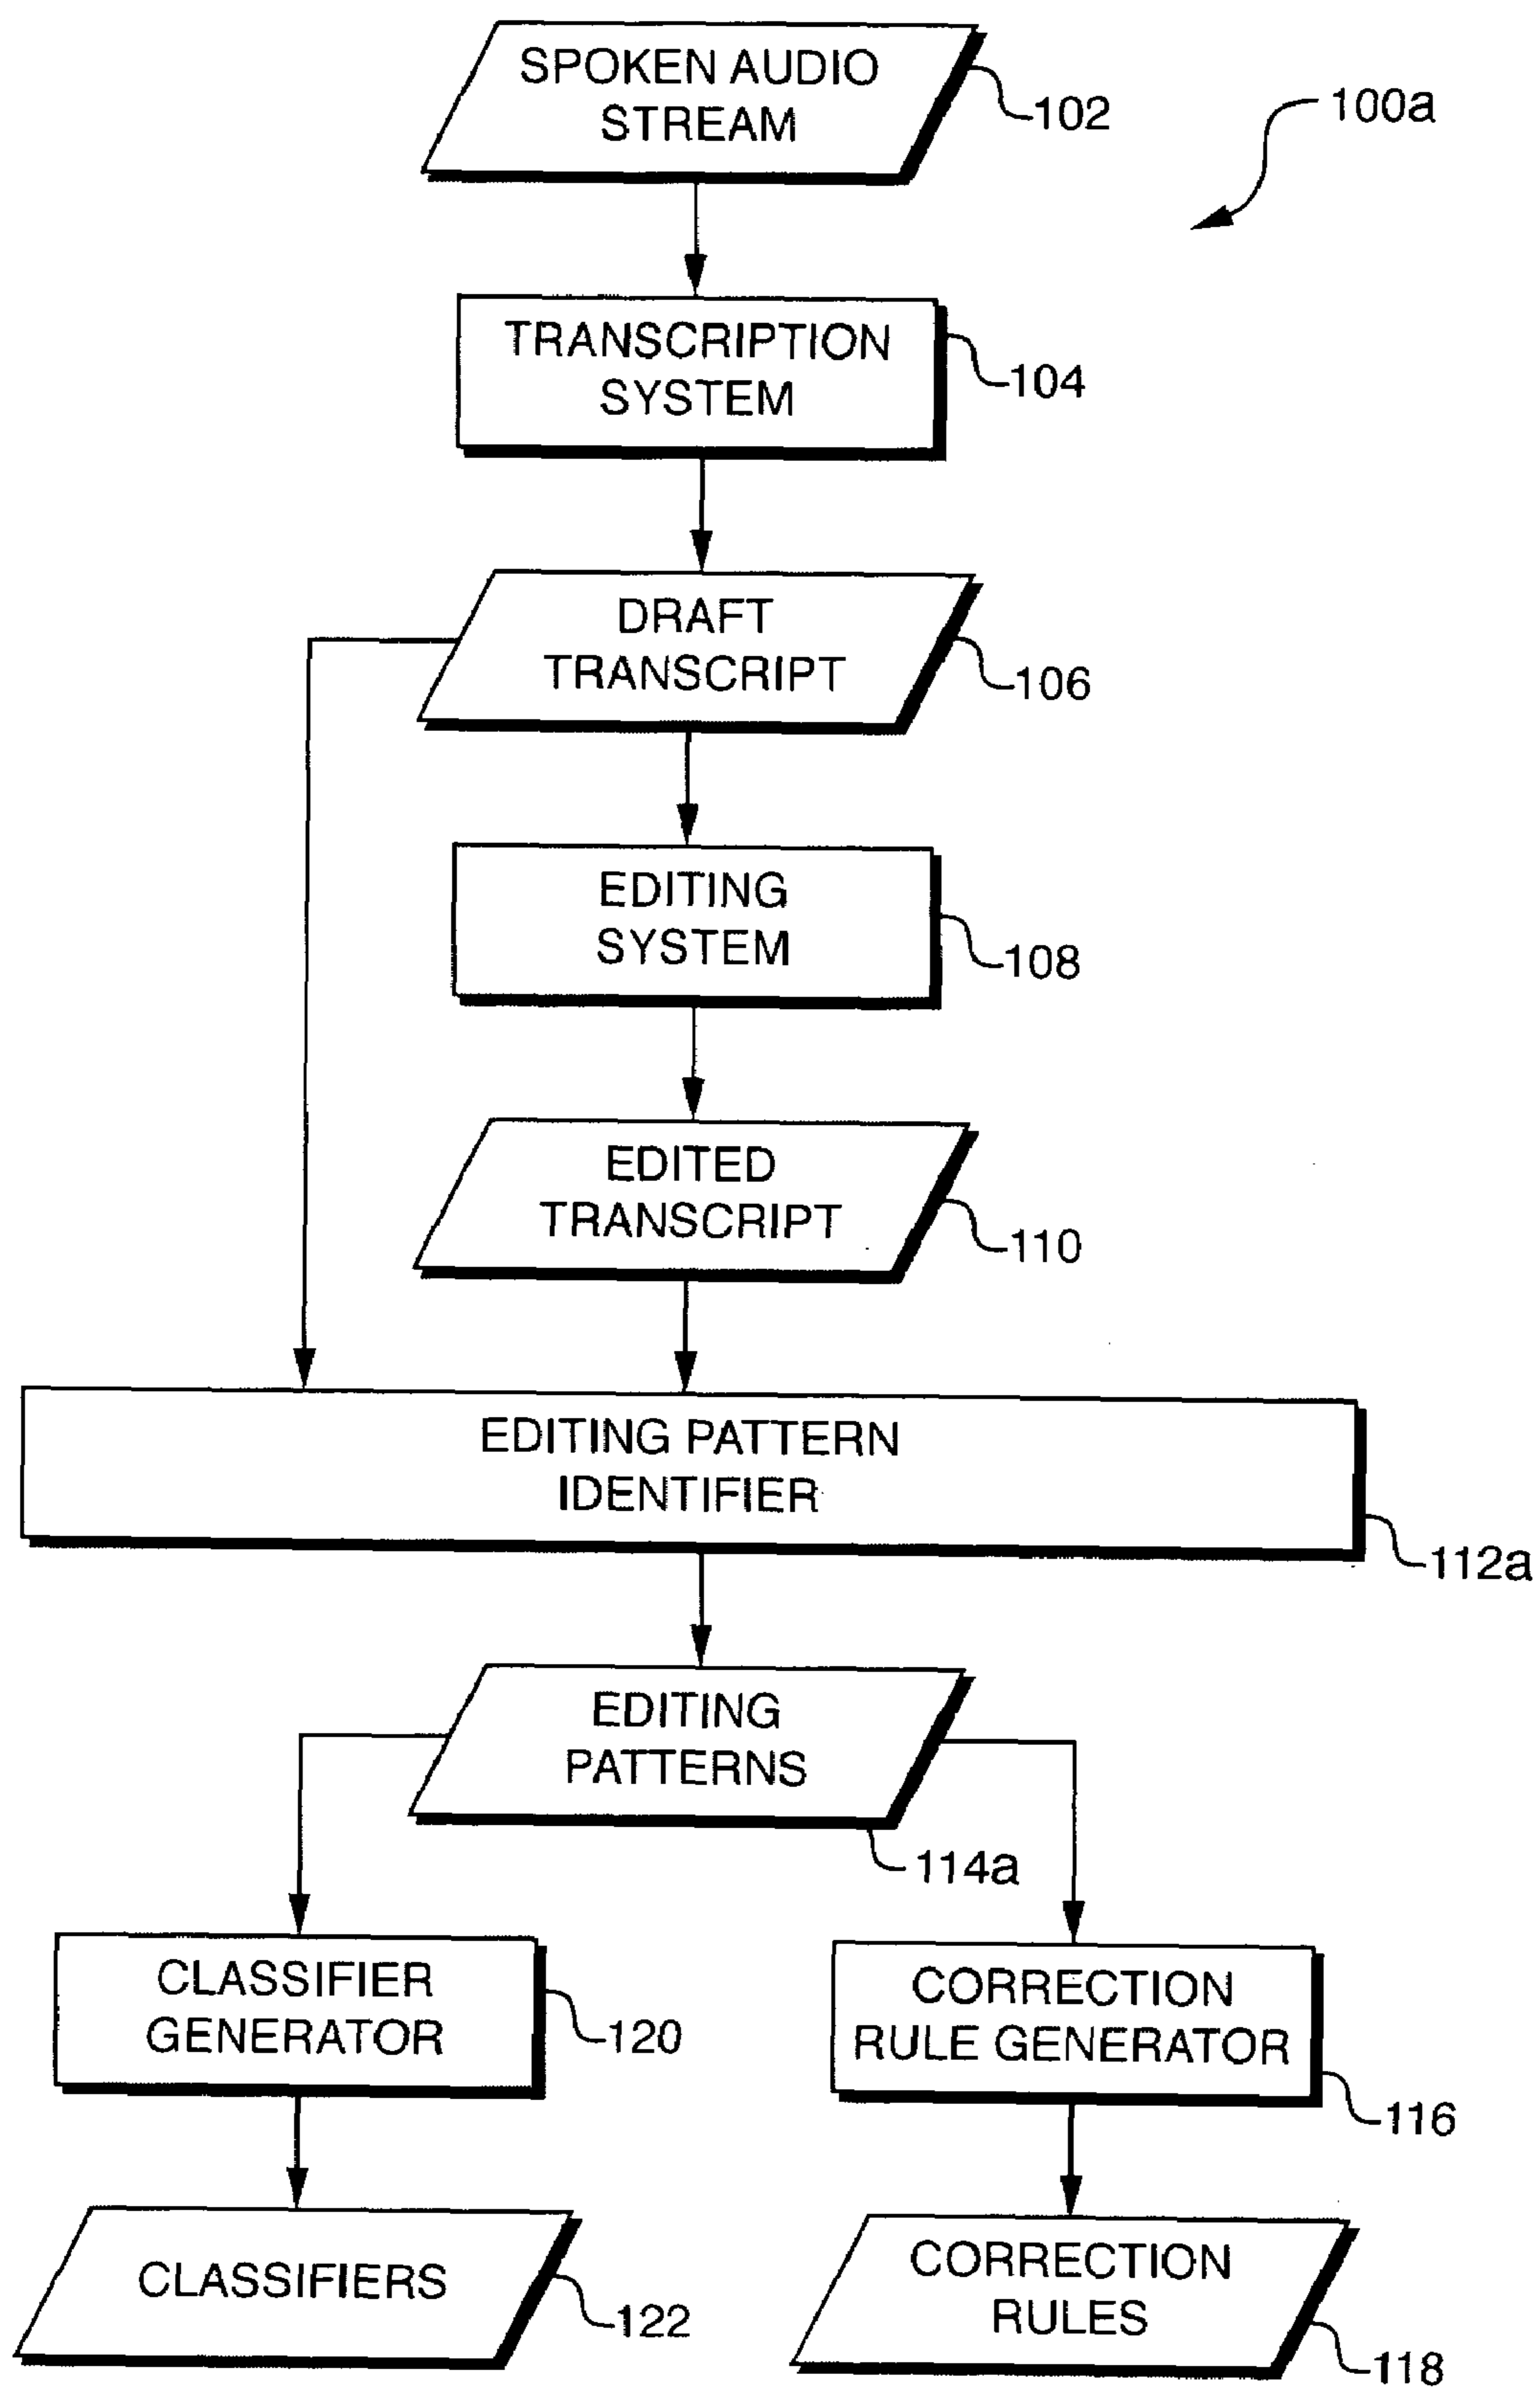 SPOKEN AUDIO
STREAM
102
100a
TRANSCRIPTION
SYSTEM
104
DRAFT
TRANSCRIPT
106
EDITING
SYSTEM
108
EDITED
TRANSCRIPT
110
EDITING PATTERN
IDENTIFIER
112a
EDITING
PATTERNS
114a
CLASSIFIER
GENERATOR
120
CORRECTION
RULE GENERATOR
116
CLASSIFIERS
122
CORRECTION
RULES
118